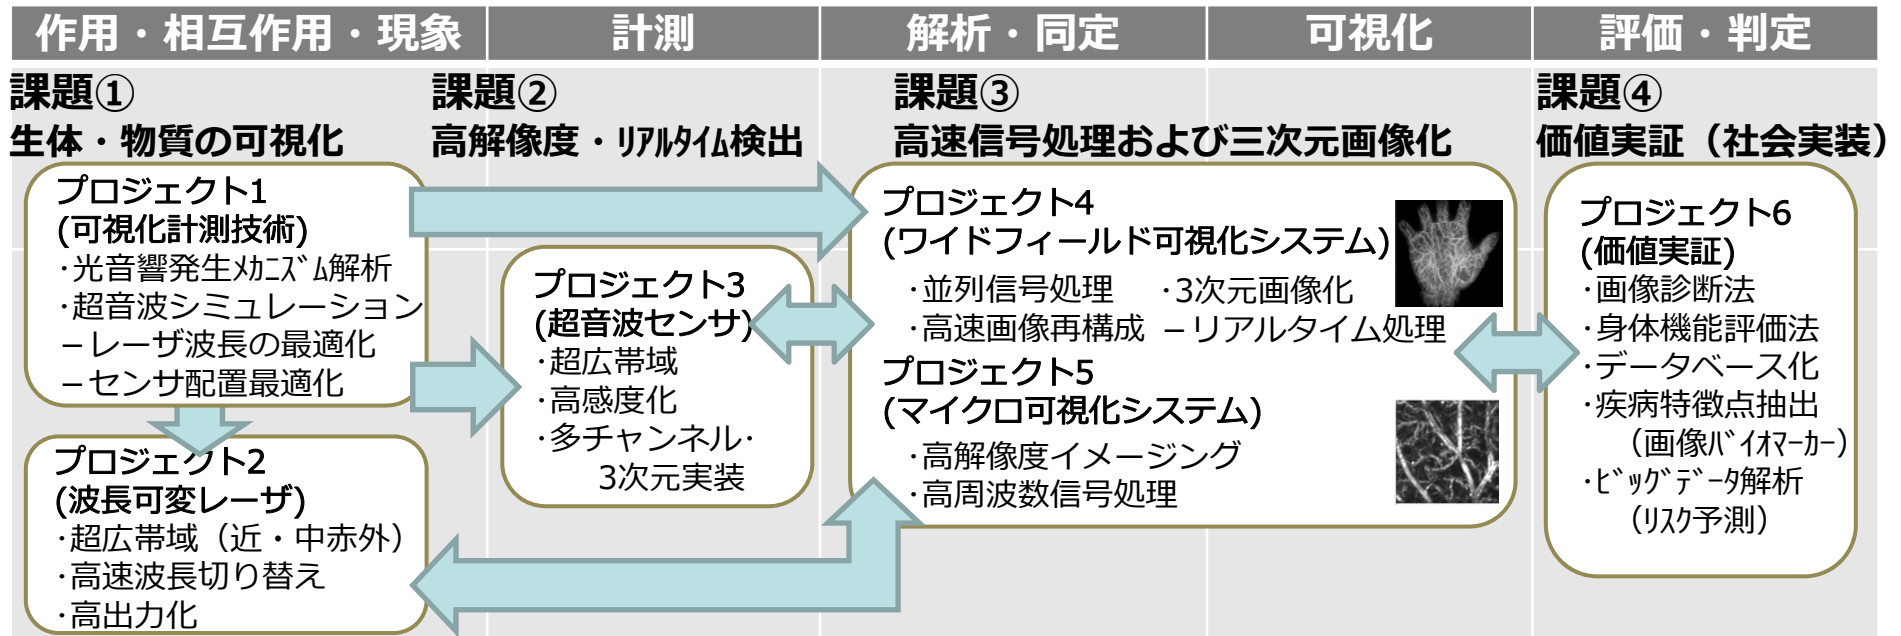 作用・相互作用・現象
計測
解析・同定
可視化
評価・判定
課題①
生体・物質の可視化
プロジェクト1
(可視化計測技術)
・光音響発生ﾒｶﾆｽﾞﾑ解析
・超音波シミュレーション
－レーザ波長の最適化
－センサ配置最適化
プロジェクト2
(波長可変レーザ)
・超広帯域（近・中赤外）
・高速波長切り替え
・高出力化
課題②
高解像度・ﾘｱﾙﾀｲﾑ検出
プロジェクト3
(超音波センサ)
・超広帯域
・高感度化
・多チャンネル・
3次元実装
課題③
高速信号処理および三次元画像化
プロジェクト4
(ワイドフィールド可視化システム)
・並列信号処理 ・3次元画像化
・高速画像再構成 －リアルタイム処理
プロジェクト5
(マイクロ可視化システム)
・高解像度イメージング
・高周波数信号処理
課題④
価値実証（社会実装）
プロジェクト6
(価値実証)
・画像診断法
・身体機能評価法
・データベース化
・疾病特徴点抽出
（画像ﾊﾞｲｵﾏｰｶｰ）
・ﾋﾞｯｸﾞﾃﾞｰﾀ解析
（ﾘｽｸ予測）